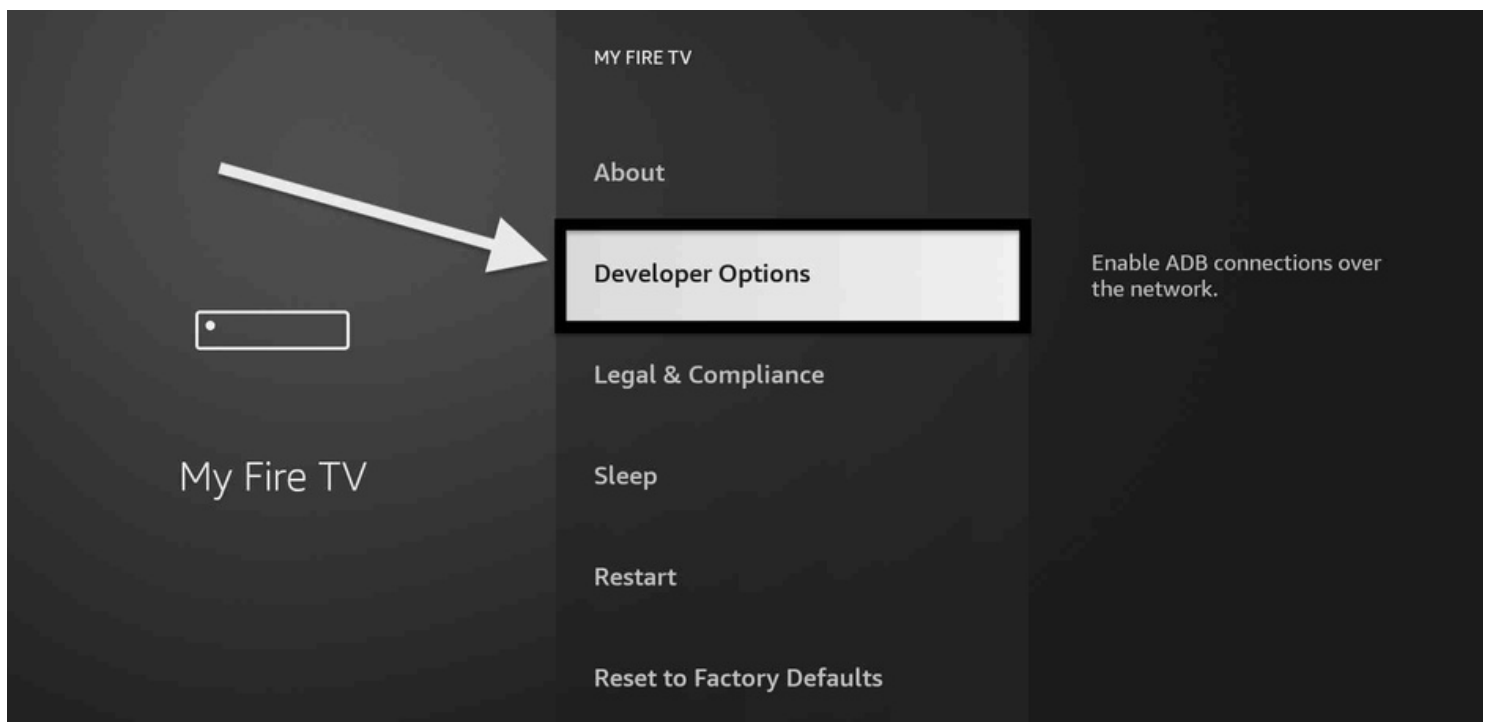 MY FIRE TV
About
Developer Options
Enable ADB connections over
the network.
Legal & Compliance
My Fire TV
Sleep
Restart
Reset to Factory Defaults